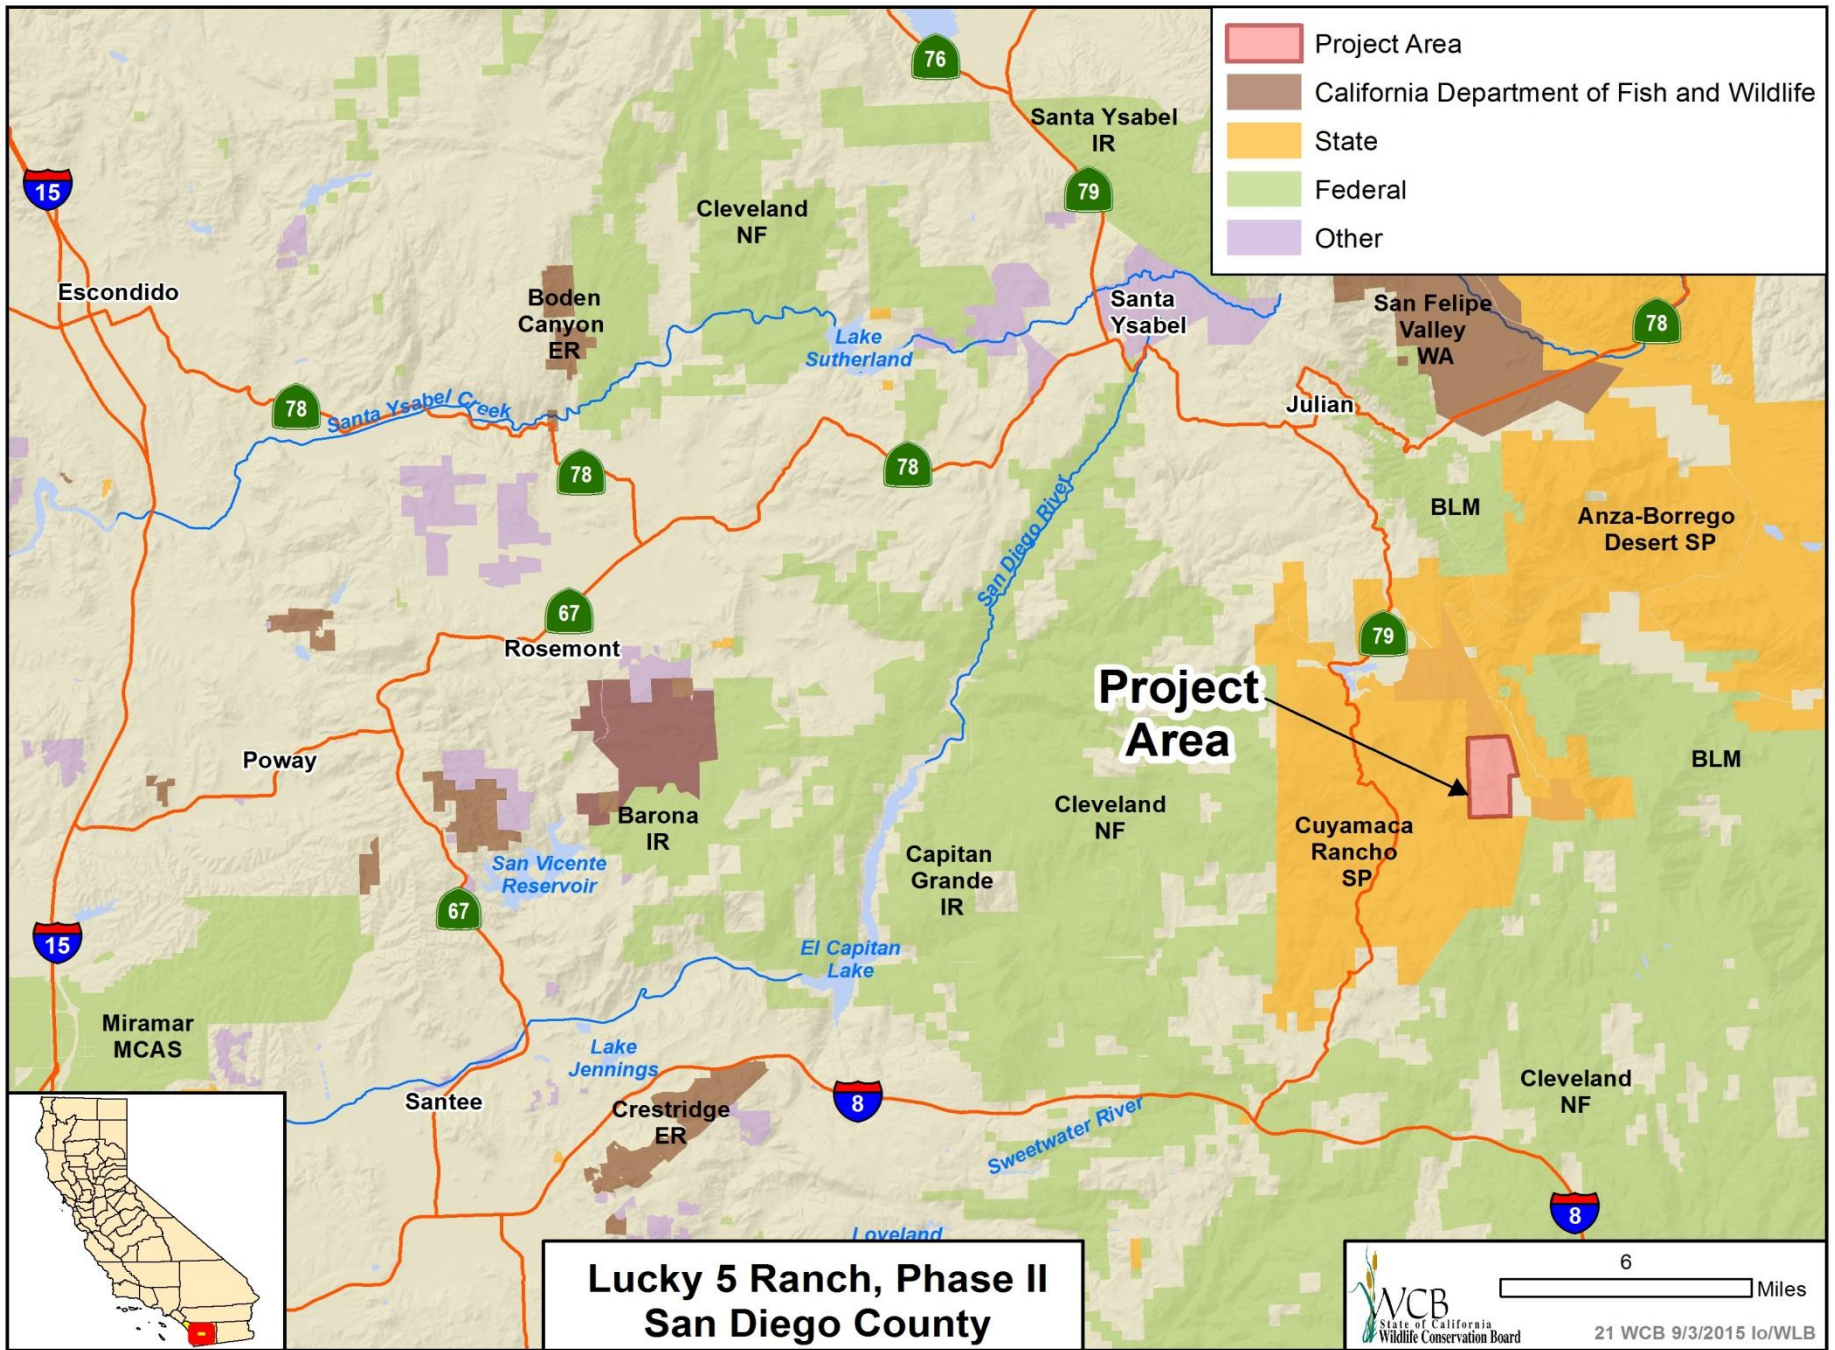 Project Area
California Department of Fish and Wildlife
State
Federal
Other
76
Santa Ysabel
IR
79
15
Cleveland
NF
Escondido
Boden
Canyon
ER
Santa
Ysabel
San Felipe
Valley
WA
78
Lake
Sutherland
78
Santa Ysabel Creek
Julian
78
78
BLM
Anza-Borrego
Desert SP
San Diego River
67
Rosemont
79
Project
Area
Poway
BLM
Barona
IR
Cleveland
NF
Cuyamaca
Rancho
SP
San Vicente
Reservoir
Capitan
Grande
IR
67
15
El Capitan
Lake
Miramar
MCAS
Lake
Jennings
Cleveland
NF
Santee
Crestridge
ER
8
Sweetwater River
8
Loveland
Lucky 5 Ranch, Phase II
San Diego County
WCB
State of California
Wildlife Conservation Board
6
Miles
21 WCB 9/3/2015 lo/WLB